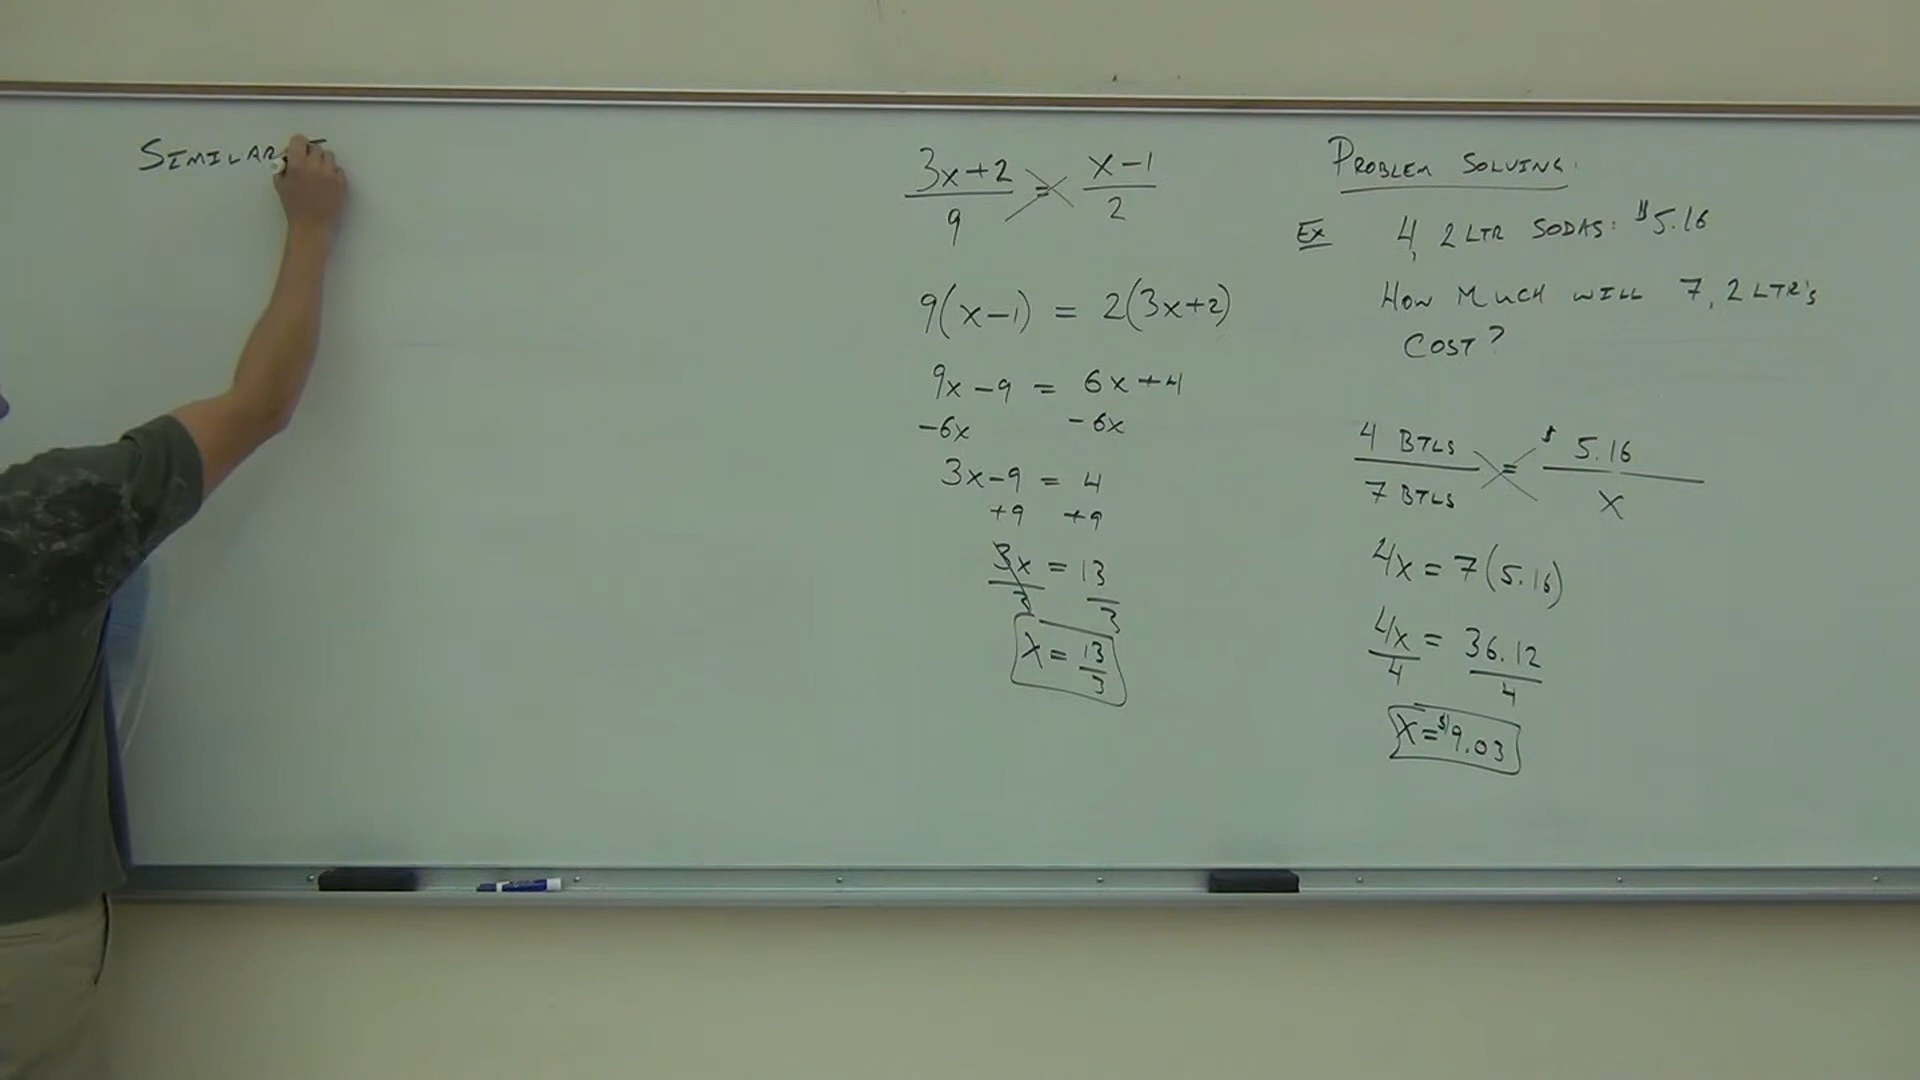 SIMILAR
3x+2/9 = x-1/2
9(x-1) = 2(3x+2)
9x-9 = 6x+4
-6x -6x
3x-9 = 4
+9 +9
3x/3 = 13/3
x = 13/3
PROBLEM SOLVING:
Ex 4, 2 LTR SODAS: $5.16
HOW MUCH WILL 7, 2 LTR's
COST?
4 BTLS/7 BTLS = $5.16/x
4x = 7(5.16)
4x/4 = 36.12/4
x = $9.03